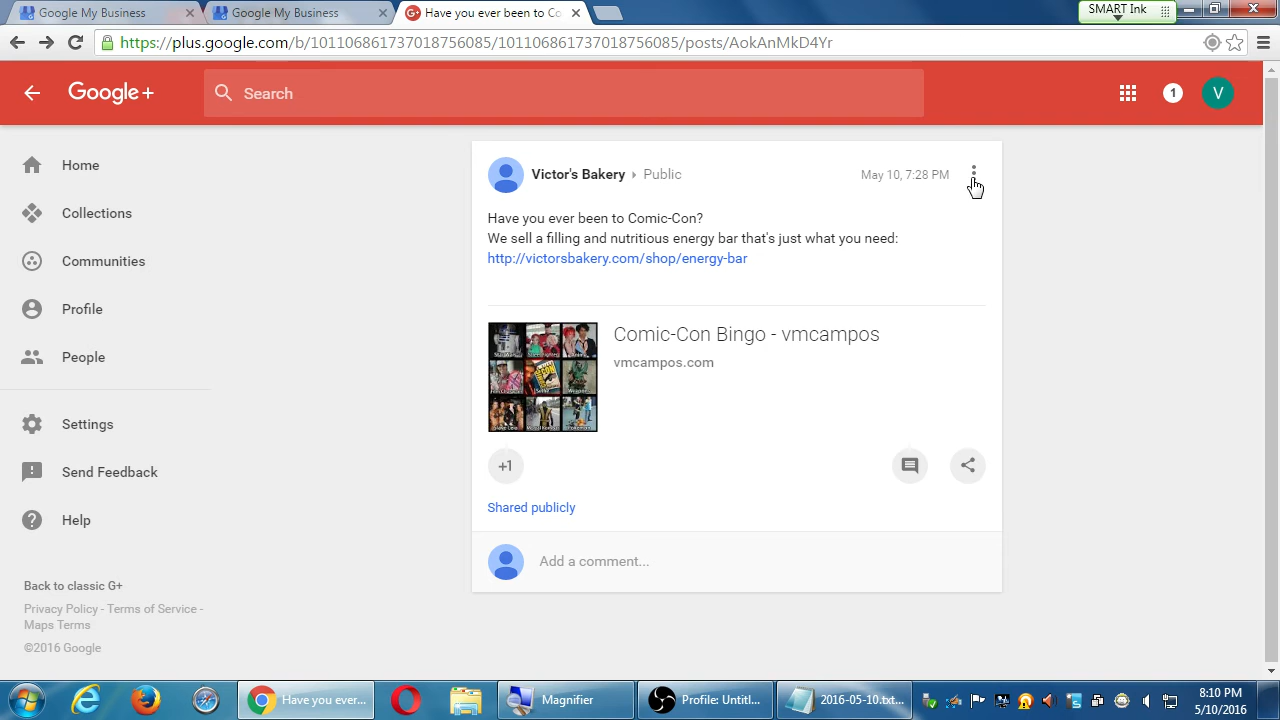 Google My Business
Google My Business
Have you ever been to Co
SMART Ink
https://plus.google.com/b/101106861737018756085/101106861737018756085/posts/AokAnMkD4Yr
Google+
Search
1
V
Home
Collections
Communities
Profile
People
Settings
Send Feedback
Help
Back to classic G+
Privacy Policy - Terms of Service -
Maps Terms
©2016 Google
Victor's Bakery
Public
May 10, 7:28 PM
Have you ever been to Comic-Con?
We sell a filling and nutritious energy bar that's just what you need:
http://victorsbakery.com/shop/energy-bar
Comic-Con Bingo - vmcampos
vmcampos.com
+1
Shared publicly
Add a comment...
Have you ever...
Magnifier
Profile: Untitl...
2016-05-10.txt...
8:10 PM
5/10/2016